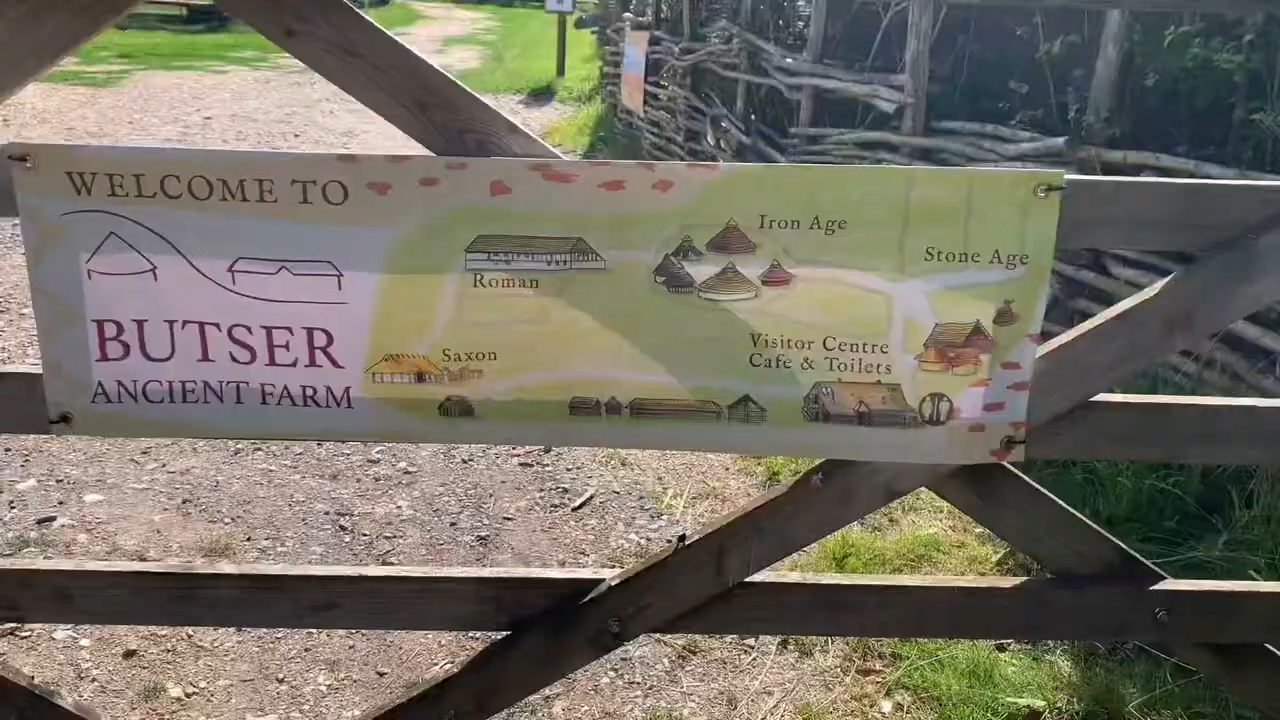 WELCOME TO
BUTSER
ANCIENT FARM
Roman
Iron Age
Stone Age
Saxon
Visitor Centre
Cafe & Toilets